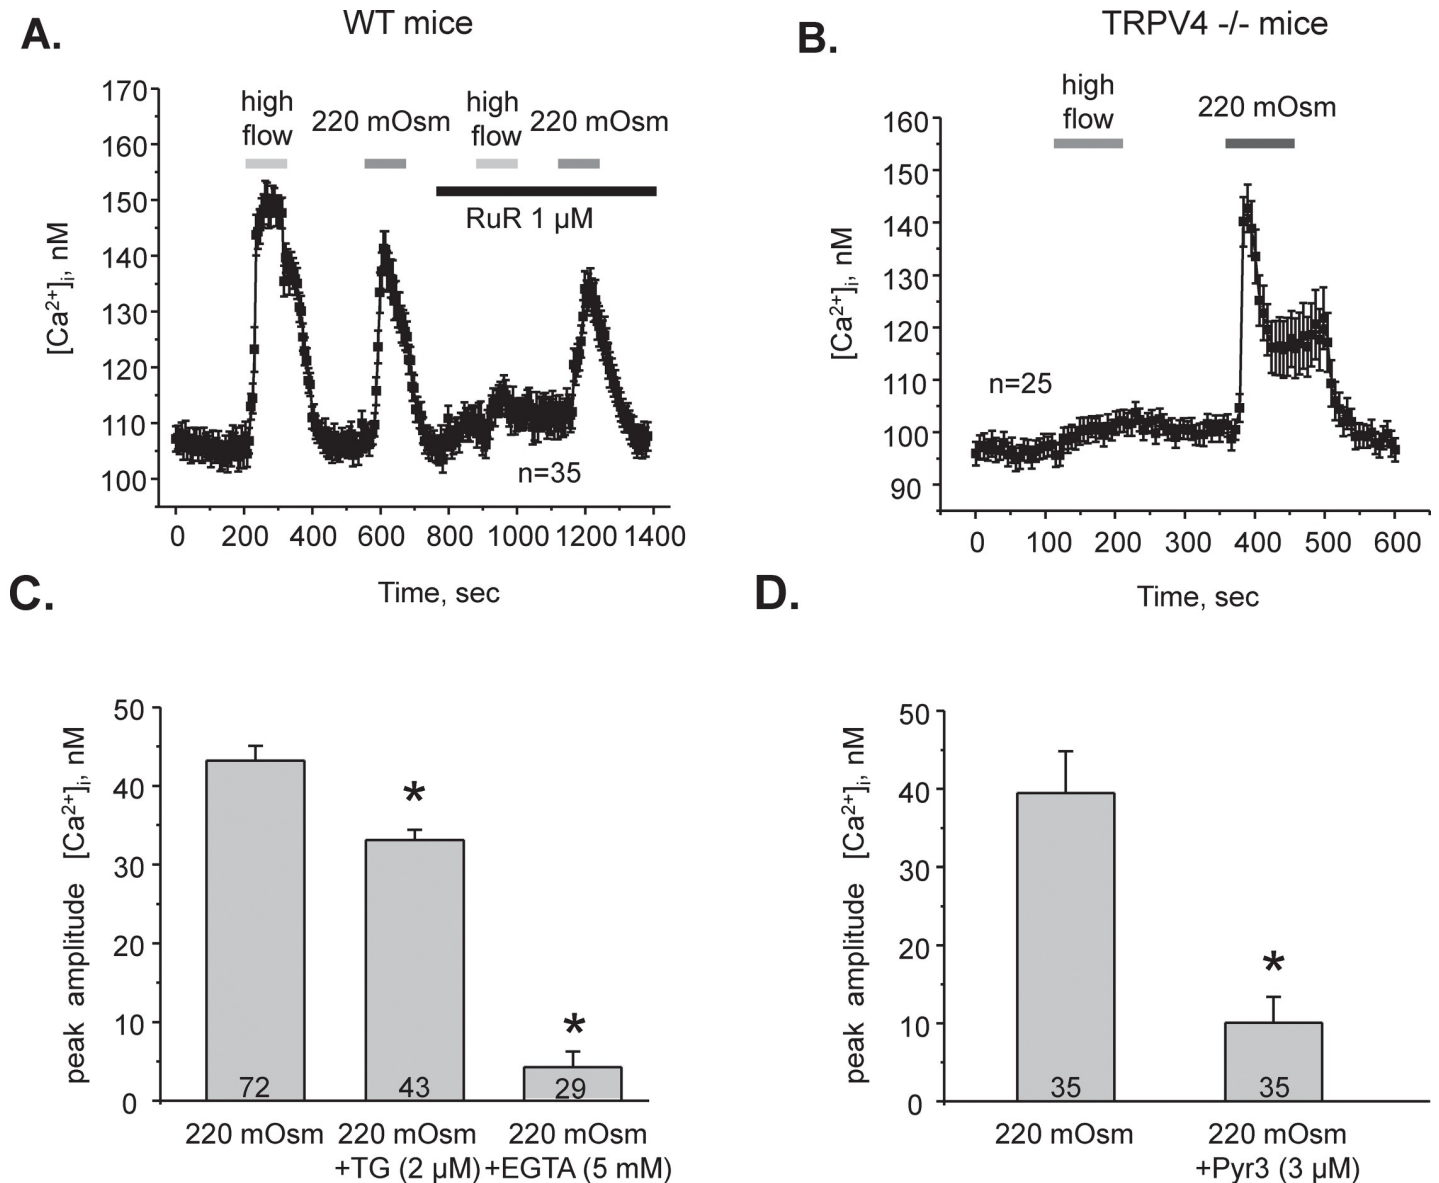 A.
WT mice
170
160
150
140
130
120
110
100
[Ca²⁺]ᵢ, nM
high
flow
220 mOsm
high
flow
220 mOsm
RuR 1 µM
n=35
0 200 400 600 800 1000 1200 1400
Time, sec
B.
TRPV4 -/- mice
160
150
140
130
120
110
100
90
[Ca²⁺]ᵢ, nM
high
flow
220 mOsm
n=25
0 100 200 300 400 500 600
Time, sec
C.
50
40
30
20
10
0
peak amplitude [Ca²⁺]ᵢ, nM
*
*
72 43 29
220 mOsm 220 mOsm 220 mOsm
+TG (2 µM) +EGTA (5 mM)
D.
50
40
30
20
10
0
peak amplitude [Ca²⁺]ᵢ, nM
*
35 35
220 mOsm 220 mOsm
+Pyr3 (3 µM)